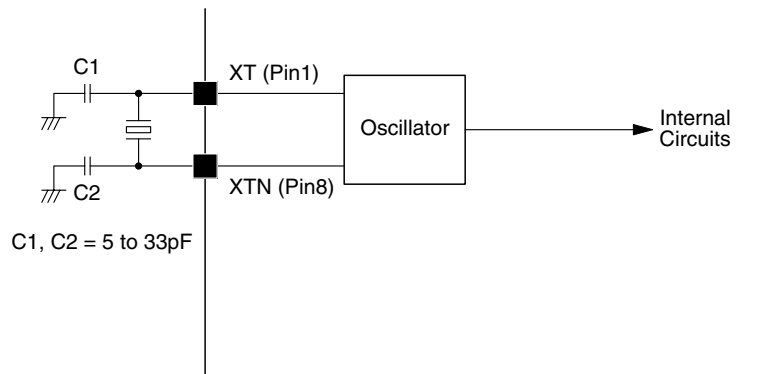 C1
XT (Pin1)
Oscillator
Internal
Circuits
C2
XTN (Pin8)
C1, C2 = 5 to 33pF